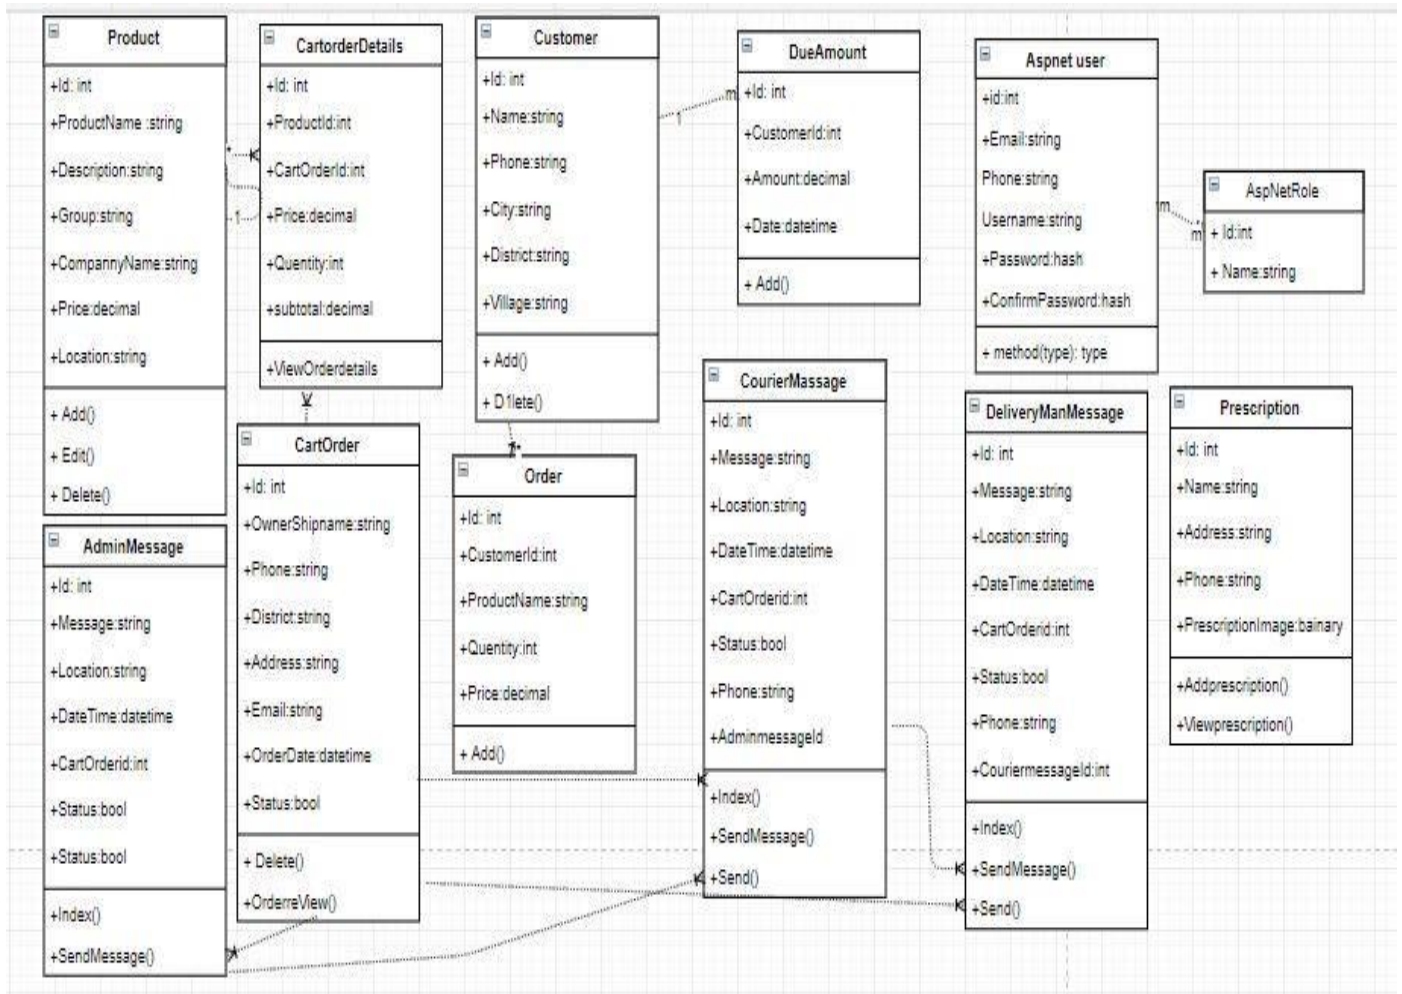 Product
+Id: int
+ProductName :string
+Description:string
+Group:string
+CompannyName:string
+Price:decimal
+Location:string
+ Add()
+ Edit()
+ Delete()
CartorderDetails
+Id: int
+ProductId:int
+CartOrderId:int
+Price:decimal
+Quentity:int
+subtotal:decimal
+ViewOrderdetails
*
1
Customer
+Id: int
+Name:string
+Phone:string
+City:string
+District:string
+Village:string
+ Add()
+ D1lete()
1
m
DueAmount
+Id: int
+CustomerId:int
+Amount:decimal
+Date:datetime
+ Add()
Aspnet user
+id:int
+Email:string
Phone:string
Username:string
+Password:hash
+ConfirmPassword:hash
+ method(type): type
m
m
AspNetRole
+ Id:int
+ Name:string
AdminMessage
+Id: int
+Message:string
+Location:string
+DateTime:datetime
+CartOrderid:int
+Status:bool
+Status:bool
+Index()
+SendMessage()
CartOrder
+Id: int
+OwnerShipname:string
+Phone:string
+District:string
+Address:string
+Email:string
+OrderDate:datetime
+Status:bool
+ Delete()
+OrderreView()
Order
+Id: int
+CustomerId:int
+ProductName:string
+Quentity:int
+Price:decimal
+ Add()
CourierMassage
+Id: int
+Message:string
+Location:string
+DateTime:datetime
+CartOrderid:int
+Status:bool
+Phone:string
+AdminmessageId
+Index()
+SendMessage()
+Send()
DeliveryManMessage
+Id: int
+Message:string
+Location:string
+DateTime:datetime
+CartOrderid:int
+Status:bool
+Phone:string
+CouriermessageId:int
+Index()
+SendMessage()
+Send()
Prescription
+Id: int
+Name:string
+Address:string
+Phone:string
+PrescriptionImage:bainary
+Addprescription()
+Viewprescription()